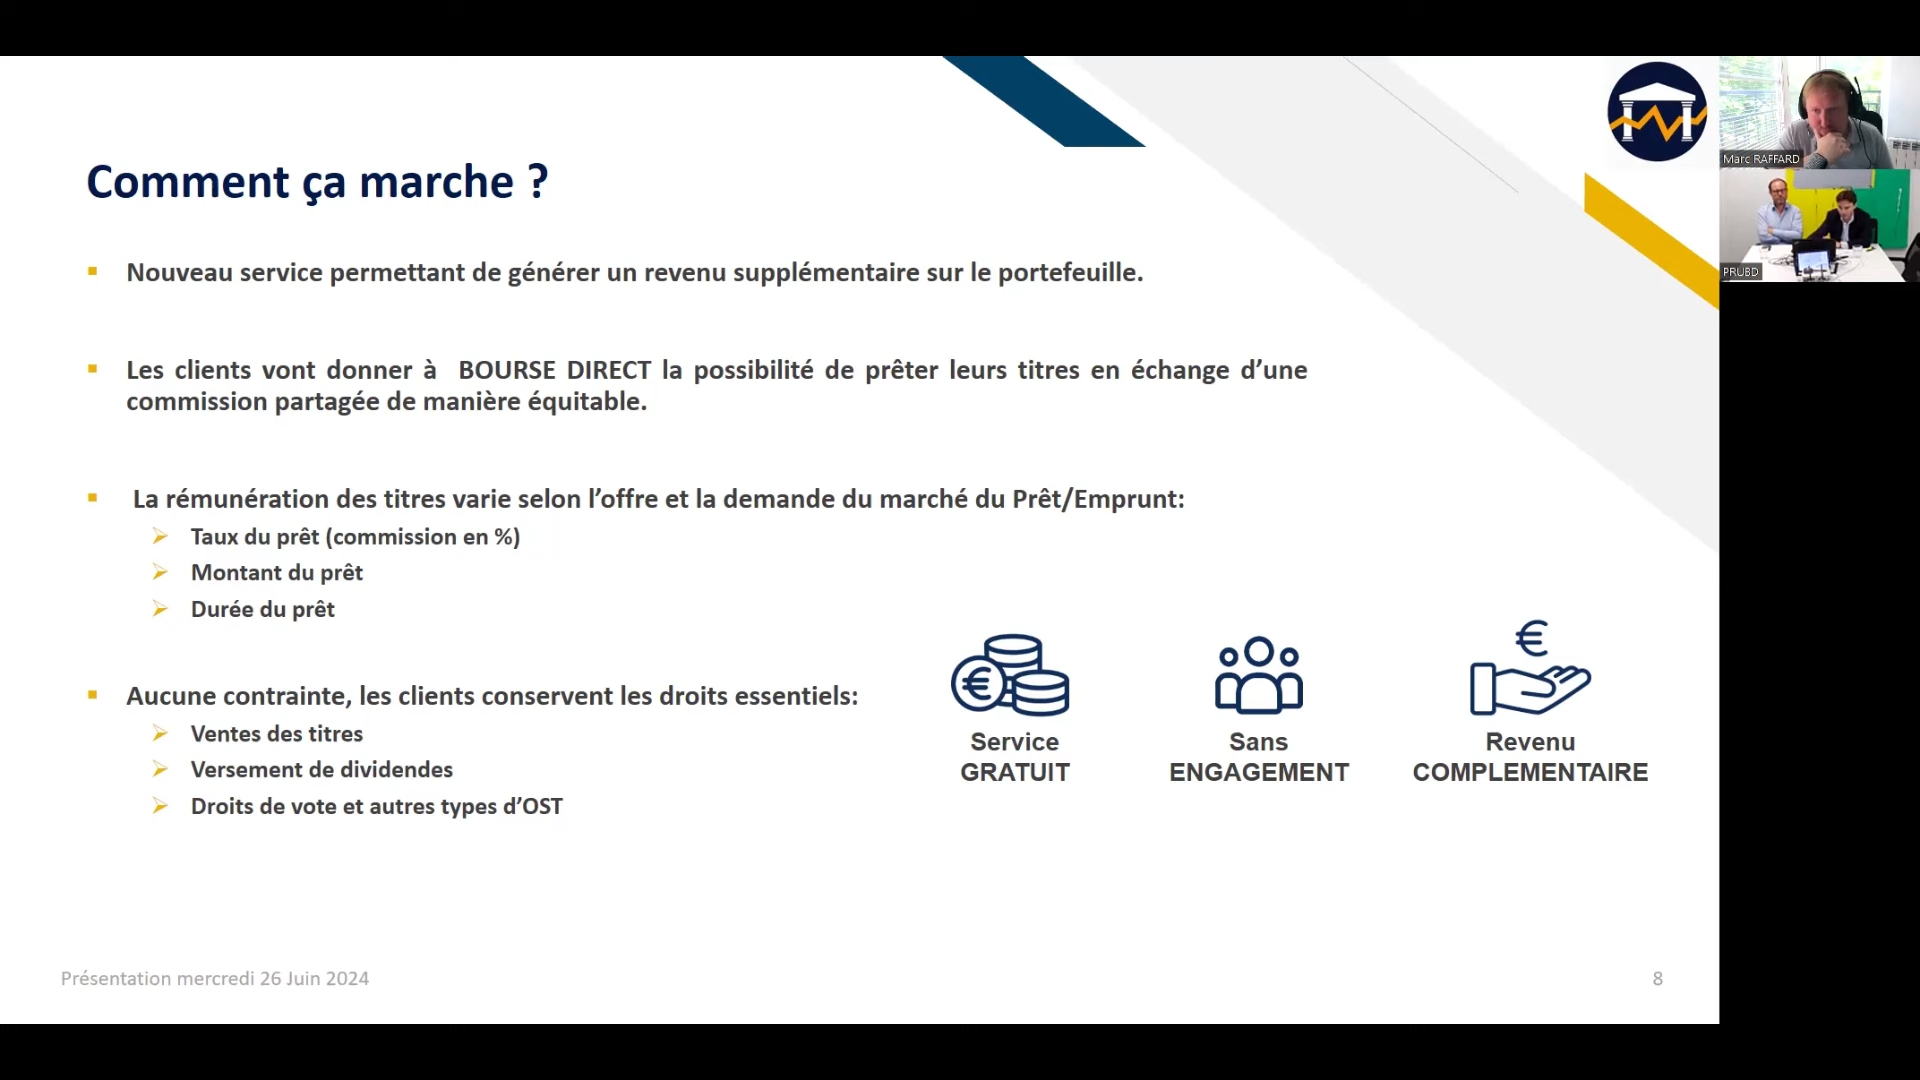 Comment ça marche ?
Nouveau service permettant de générer un revenu supplémentaire sur le portefeuille.
Les clients vont donner à BOURSE DIRECT la possibilité de prêter leurs titres en échange d’une
commission partagée de manière équitable.
La rémunération des titres varie selon l’offre et la demande du marché du Prêt/Emprunt:
Taux du prêt (commission en %)
Montant du prêt
Durée du prêt
Aucune contrainte, les clients conservent les droits essentiels:
Ventes des titres
Versement de dividendes
Droits de vote et autres types d’OST
Service
GRATUIT
Sans
ENGAGEMENT
Revenu
COMPLEMENTAIRE
Présentation mercredi 26 Juin 2024
8
Marc RAFFARD
PRUBD